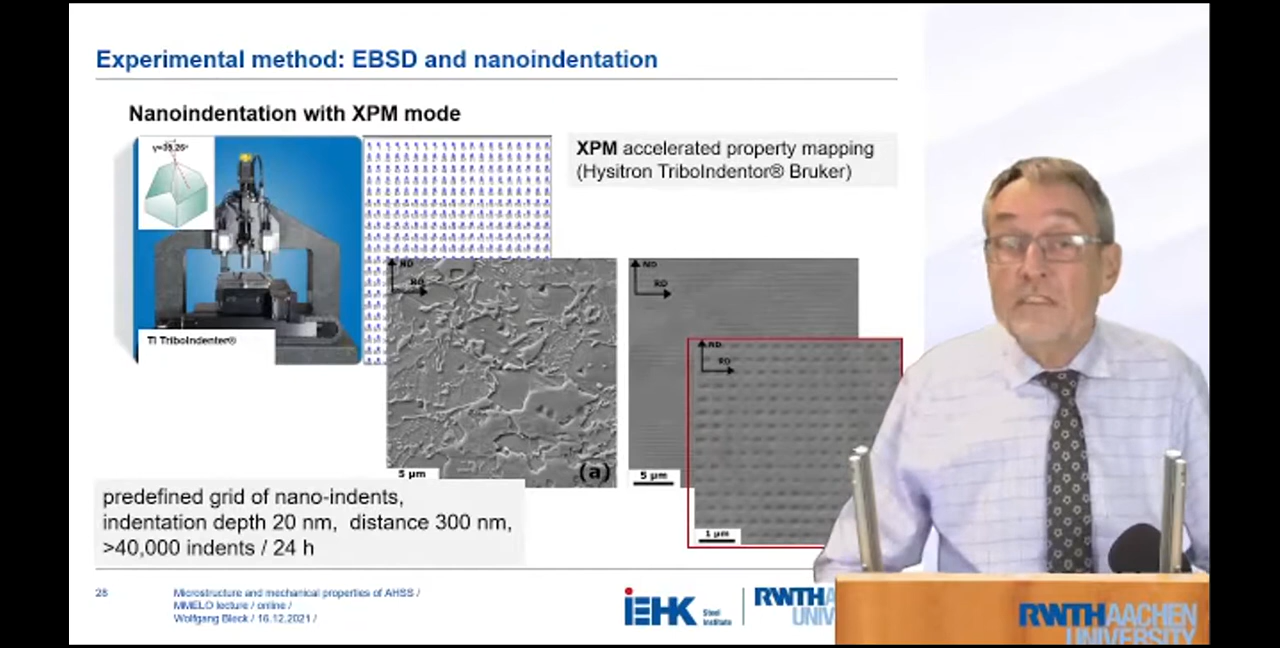 Experimental method: EBSD and nanoindentation
Nanoindentation with XPM mode
XPM accelerated property mapping
(Hysitron TriboIndentor® Bruker)
TI TriboIndenter®
ND
RD
ND
RD
ND
RD
5 µm
(a)
5 µm
1 µm
predefined grid of nano-indents,
indentation depth 20 nm, distance 300 nm,
>40,000 indents / 24 h
28
Microstructure and mechanical properties of AHSS /
MMELO lecture / online /
Wolfgang Bleck / 16.12.2021 /
IEHK Steel
Institute
RWTHA
UNIV
RWTHAACHEN
UNIVERSITY